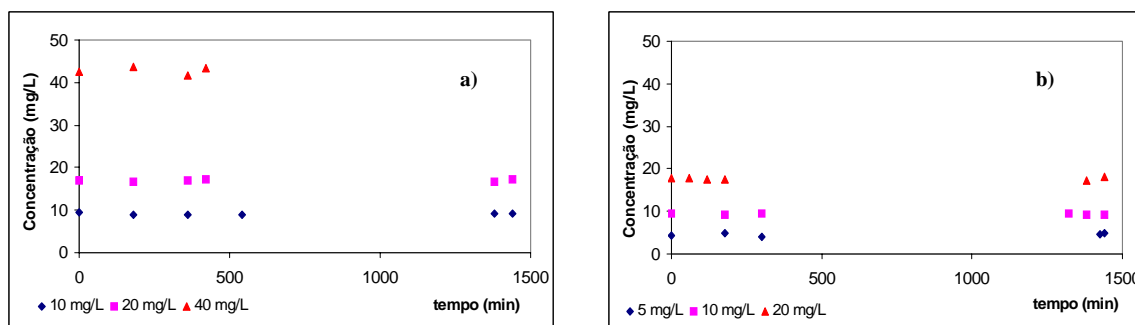 Concentração (mg/L)
50
40
30
20
10
0
a)
0 500 1000 1500
10 mg/L 20 mg/L 40 mg/L
tempo (min)
Concentração (mg/L)
50
40
30
20
10
0
b)
0 500 1000 1500
5 mg/L 10 mg/L 20 mg/L
tempo (min)